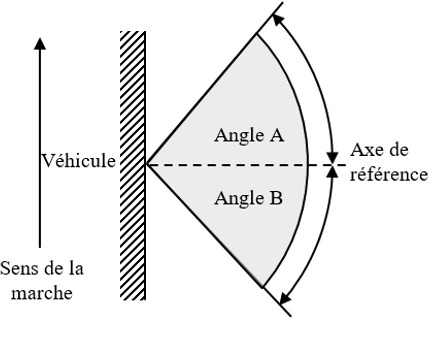 Angle A
Véhicule
Axe de
référence
Angle B
Sens de la
marche